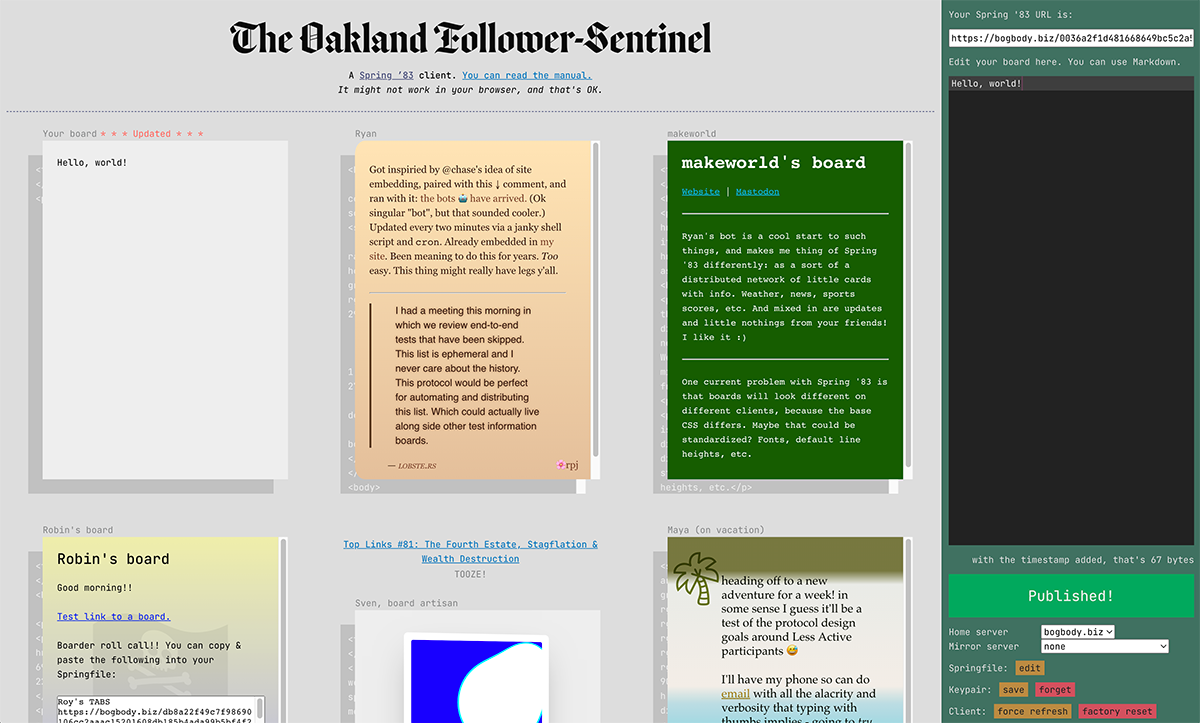 The Oakland Follower-Sentinel
A Spring '83 client. You can read the manual.
It might not work in your browser, and that's OK.
Your board * * * Updated * * *
Hello, world!
Ryan
Got inspiried by @chase's idea of site
embedding, paired with this ↓ comment, and
ran with it: the bots 🤖 have arrived. (Ok
singular "bot", but that sounded cooler.)
Updated every two minutes via a janky shell
script and cron. Already embedded in my
site. Been meaning to do this for years. Too
easy. This thing might really have legs y'all.
I had a meeting this morning in
which we review end-to-end
tests that have been skipped.
This list is ephemeral and I
never care about the history.
This protocol would be perfect
for automating and distributing
this list. Which could actually live
along side other test information
boards.
— LOBSTE.RS
🌸rpj
<body>
makeworld
makeworld's board
Website | Mastodon
Ryan's bot is a cool start to such
things, and makes me thing of Spring
'83 differently: as a sort of a
distributed network of little cards
with info. Weather, news, sports
scores, etc. And mixed in are updates
and little nothings from your friends!
I like it :)
One current problem with Spring '83 is
that boards will look different on
different clients, because the base
CSS differs. Maybe that could be
standardized? Fonts, default line
heights, etc.
heights, etc.</p>
Robin's board
Robin's board
Good morning!!
Test link to a board.
Boarder roll call!! You can copy &
paste the following into your
Springfile:
Roy's TABS
https://bogbody.biz/db8a22f49c7f98690
Top Links #81: The Fourth Estate, Stagflation &
Wealth Destruction
TOOZE!
Sven, board artisan
Maya (on vacation)
heading off to a new
adventure for a week! in
some sense I guess it'll be a
test of the protocol design
goals around Less Active
participants 😅
I'll have my phone so can do
email with all the alacrity and
verbosity that typing with
thumbs implies - going to try
Your Spring '83 URL is:
https://bogbody.biz/0036a2f1d481668649bc5c2a
Edit your board here. You can use Markdown.
Hello, world!
with the timestamp added, that's 67 bytes
Published!
Home server bogbody.biz
Mirror server none
Springfile: edit
Keypair: save forget
Client: force refresh factory reset